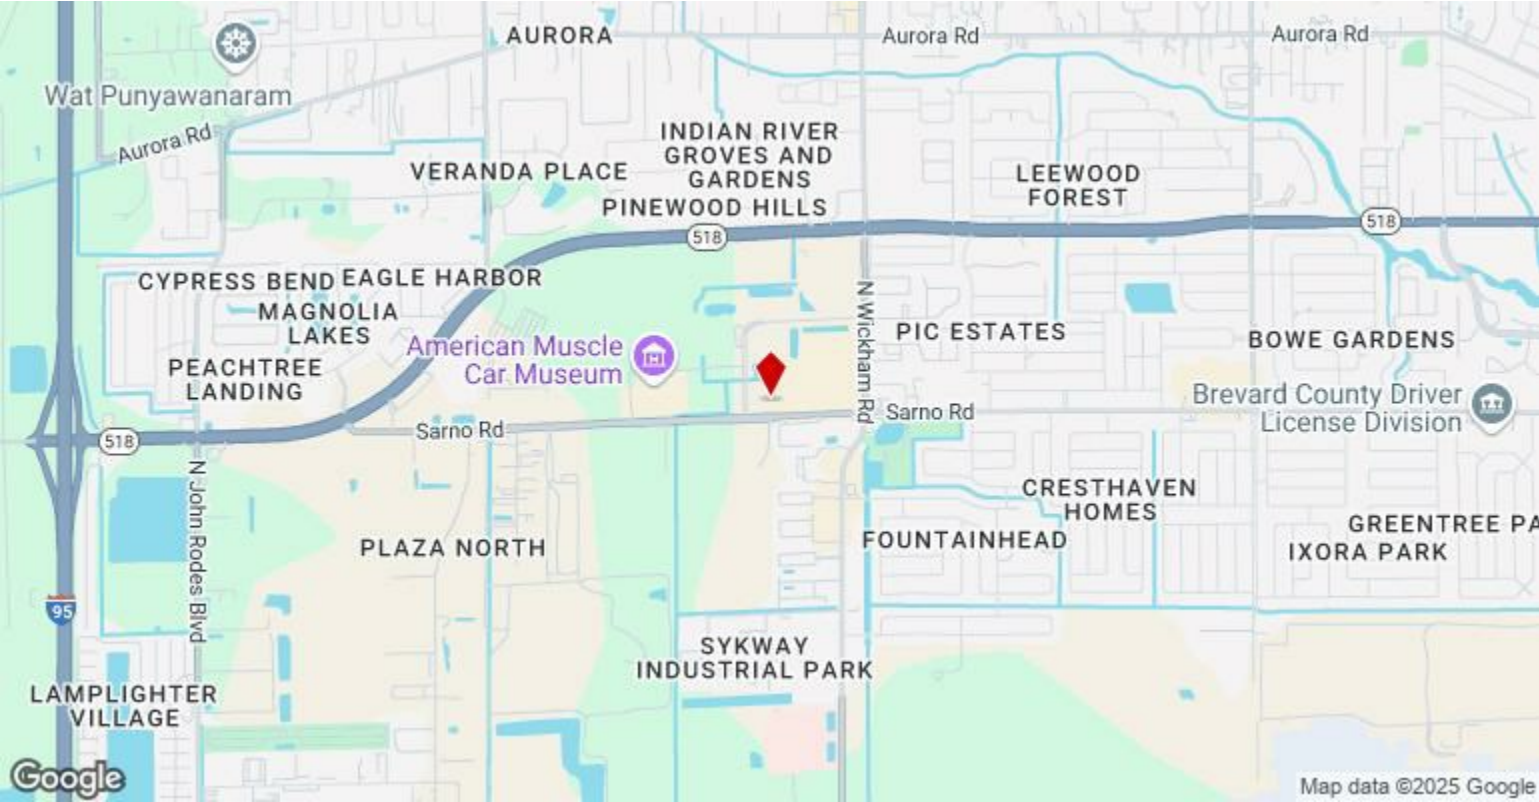 AURORA
Aurora Rd
Aurora Rd
Wat Punyawanaram
Aurora Rd
INDIAN RIVER
GROVES AND
GARDENS
VERANDA PLACE
LEEWOOD
FOREST
PINEWOOD HILLS
518
518
CYPRESS BEND
EAGLE HARBOR
MAGNOLIA
LAKES
N Wickham Rd
PIC ESTATES
BOWE GARDENS
American Muscle
Car Museum
PEACHTREE
LANDING
Brevard County Driver
License Division
Sarno Rd
Sarno Rd
518
N John Rodes Blvd
CRESTHAVEN
HOMES
PLAZA NORTH
FOUNTAINHEAD
GREENTREE PA
IXORA PARK
95
SYKWAY
INDUSTRIAL PARK
LAMPLIGHTER
VILLAGE
Google
Map data ©2025 Google